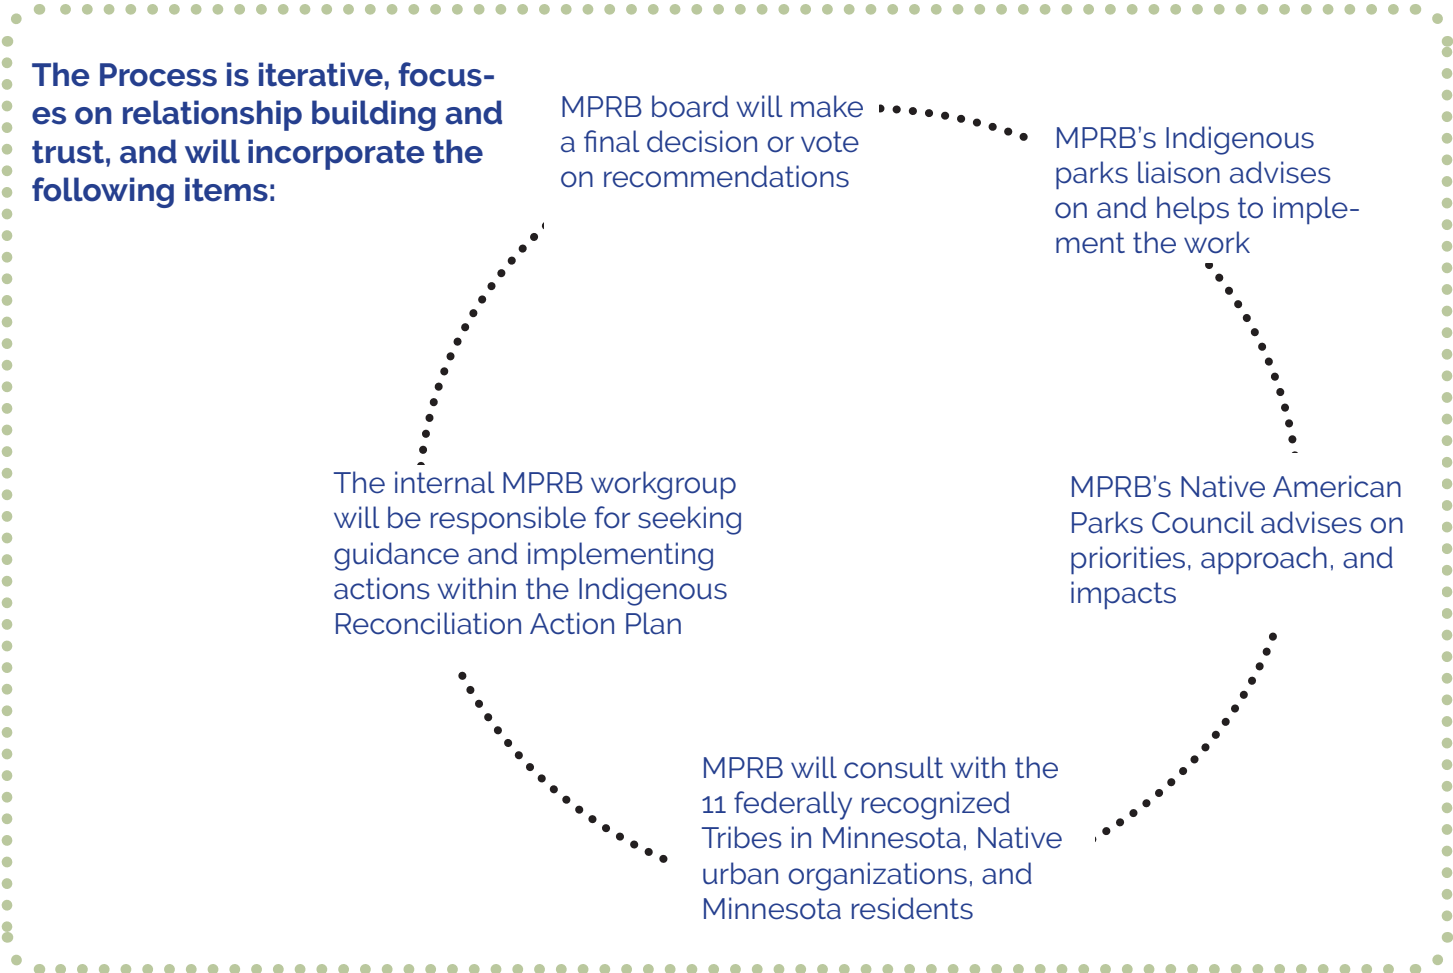 The Process is iterative, focus-
es on relationship building and
trust, and will incorporate the
following items:
MPRB board will make
a final decision or vote
on recommendations
MPRB's Indigenous
parks liaison advises
on and helps to imple-
ment the work
MPRB's Native American
Parks Council advises on
priorities, approach, and
impacts
MPRB will consult with the
11 federally recognized
Tribes in Minnesota, Native
urban organizations, and
Minnesota residents
The internal MPRB workgroup
will be responsible for seeking
guidance and implementing
actions within the Indigenous
Reconciliation Action Plan